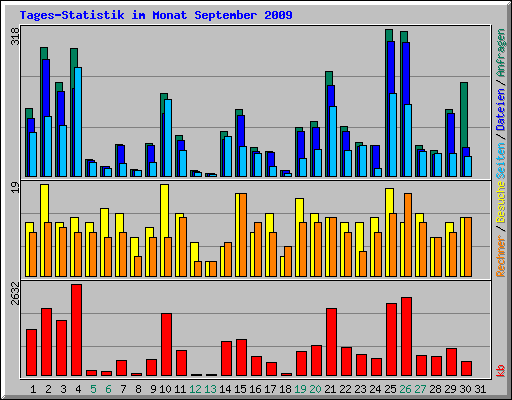 Tages-Statistik im Monat September 2009
318
19
2632
Rechner / Besuche Seiten / Dateien / Anfragen
kb
1 2 3 4 5 6 7 8 9 10 11 12 13 14 15 16 17 18 19 20 21 22 23 24 25 26 27 28 29 30 31